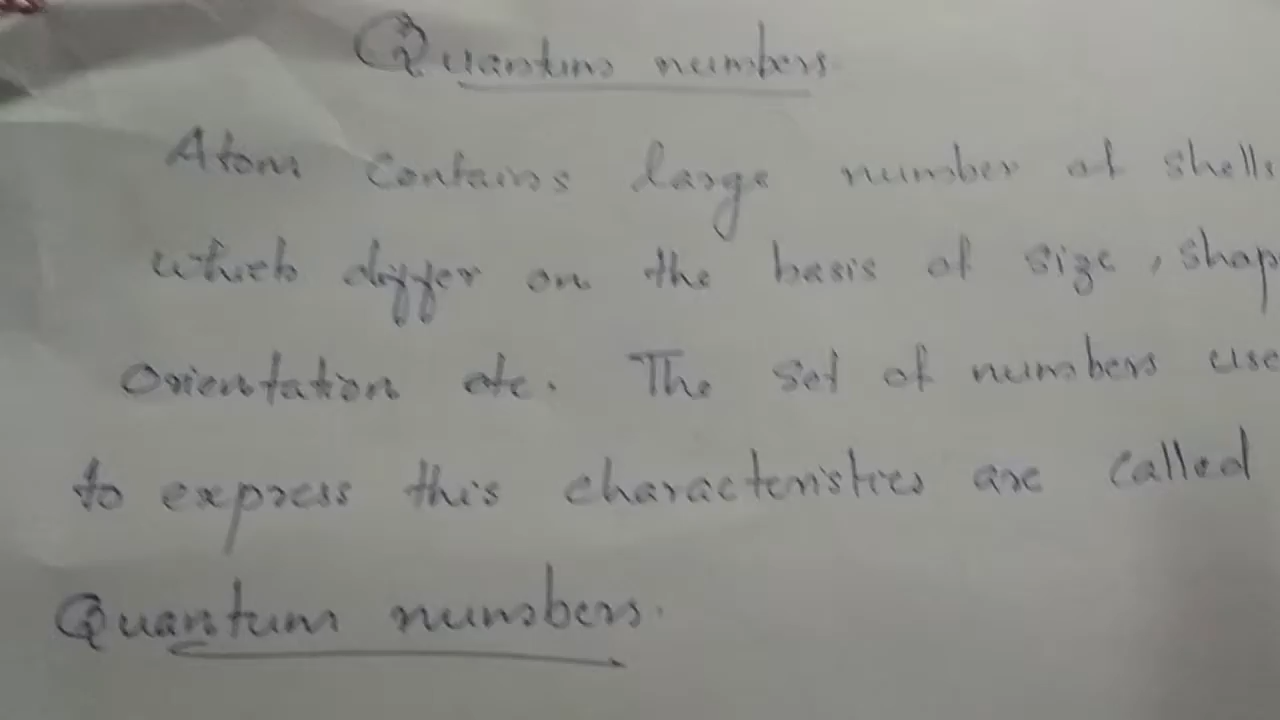 Quantum numbers
Atom contains large number of shells
which differ on the basis of size, shap
Orientation etc. The set of numbers use
to express this characteristics are called
Quantum numbers.